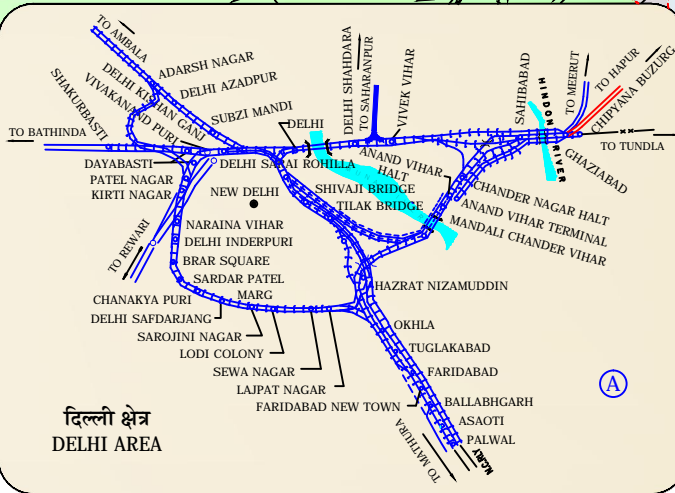 TO AMBALA
ADARSH NAGAR
DELHI AZADPUR
DELHI KISHAN GANJ
VIVAKANAND PURI
SHAKURBASTI
SUBZI MANDI
DELHI
DELHI SHAHDARA
TO SAHARANPUR
VIVEK VIHAR
SAHIBABAD
HINDON
RIVER
TO MEERUT
TO HAPUR
CHIPYANA BUZURG
TO BATHINDA
TO TUNDLA
GHAZIABAD
DAYABASTI
DELHI SARAI ROHILLA
ANAND VIHAR
HALT
PATEL NAGAR
KIRTI NAGAR
NEW DELHI
SHIVAJI BRIDGE
TILAK BRIDGE
CHANDER NAGAR HALT
ANAND VIHAR TERMINAL
MANDALI CHANDER VIHAR
TO REWARI
NARAINA VIHAR
DELHI INDERPURI
BRAR SQUARE
SARDAR PATEL
MARG
CHANAKYA PURI
DELHI SAFDARJANG
SAROJINI NAGAR
LODI COLONY
SEWA NAGAR
LAJPAT NAGAR
HAZRAT NIZAMUDDIN
OKHLA
TUGLAKABAD
FARIDABAD
FARIDABAD NEW TOWN
BALLABHGARH
ASAOTI
PALWAL
TO MATHURA
N.C.RLY
A
दिल्ली क्षेत्र
DELHI AREA